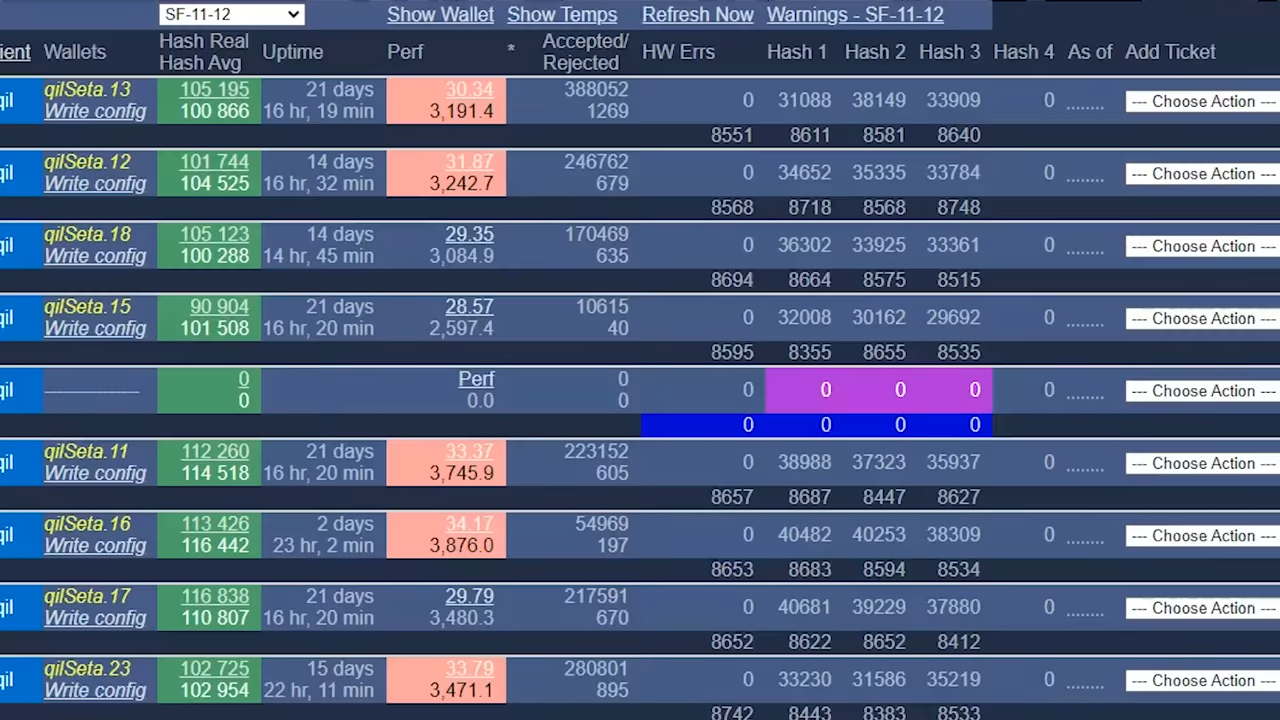 SF-11-12 Show Wallet Show Temps Refresh Now Warnings - SF-11-12
ient Wallets Hash Real Uptime Perf * Accepted/ HW Errs Hash 1 Hash 2 Hash 3 Hash 4 As of Add Ticket
Hash Avg Rejected
qil qilSeta.13 105 195 21 days 30.34 388052 0 31088 38149 33909 0 ........ --- Choose Action ---
Write config 100 866 16 hr, 19 min 3,191.4 1269
8551 8611 8581 8640
qil qilSeta.12 101 744 14 days 31.87 246762 0 34652 35335 33784 0 ........ --- Choose Action ---
Write config 104 525 16 hr, 32 min 3,242.7 679
8568 8718 8568 8748
qil qilSeta.18 105 123 14 days 29.35 170469 0 36302 33925 33361 0 ........ --- Choose Action ---
Write config 100 288 14 hr, 45 min 3,084.9 635
8694 8664 8575 8515
qil qilSeta.15 90 904 21 days 28.57 10615 0 32008 30162 29692 0 ........ --- Choose Action ---
Write config 101 508 16 hr, 20 min 2,597.4 40
8595 8355 8655 8535
qil 0 Perf 0 0 0 0 0 0 ........ --- Choose Action ---
0 0.0 0
0 0 0 0
qil qilSeta.11 112 260 21 days 33.37 223152 0 38988 37323 35937 0 ........ --- Choose Action ---
Write config 114 518 16 hr, 20 min 3,745.9 605
8657 8687 8447 8627
qil qilSeta.16 113 426 2 days 34.17 54969 0 40482 40253 38309 0 ........ --- Choose Action ---
Write config 116 442 23 hr, 2 min 3,876.0 197
8653 8683 8594 8534
qil qilSeta.17 116 838 21 days 29.79 217591 0 40681 39229 37880 0 ........ --- Choose Action ---
Write config 110 807 16 hr, 20 min 3,480.3 670
8652 8622 8652 8412
qil qilSeta.23 102 725 15 days 33.79 280801 0 33230 31586 35219 0 ........ --- Choose Action ---
Write config 102 954 22 hr, 11 min 3,471.1 895
8742 8443 8383 8533